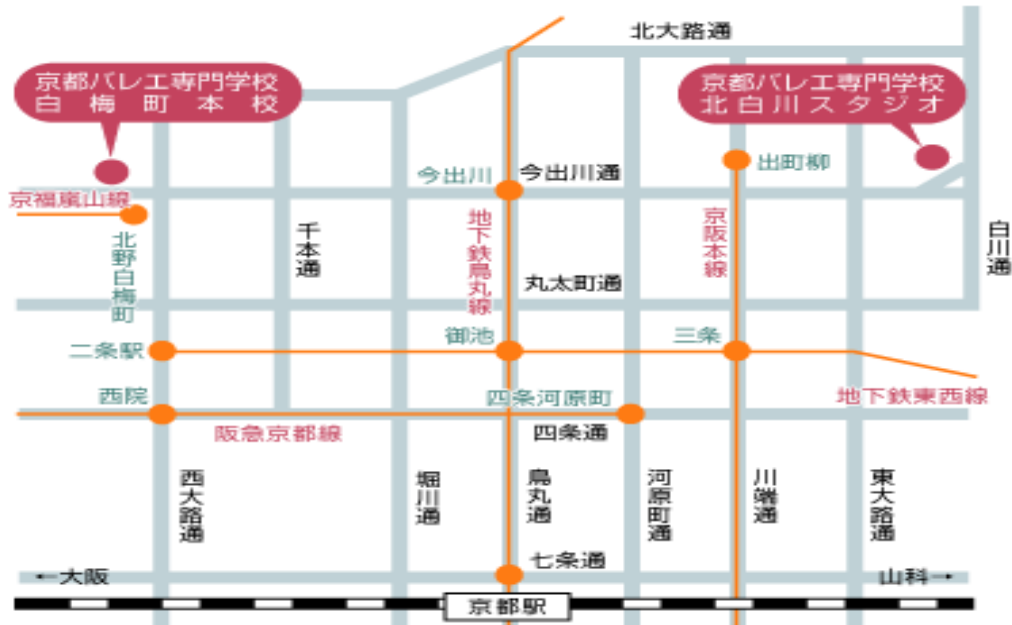 北大路通
京都バレエ専門学校
白梅町本校
京都バレエ専門学校
北白川スタジオ
今出川
今出川通
出町柳
京福嵐山線
北野白梅町
千本通
地下鉄烏丸線
京阪本線
白川通
丸太町通
二条駅
御池
三条
西院
四条河原町
地下鉄東西線
阪急京都線
四条通
西大路通
堀川通
烏丸通
河原町通
川端通
東大路通
七条通
←大阪
山科→
京都駅